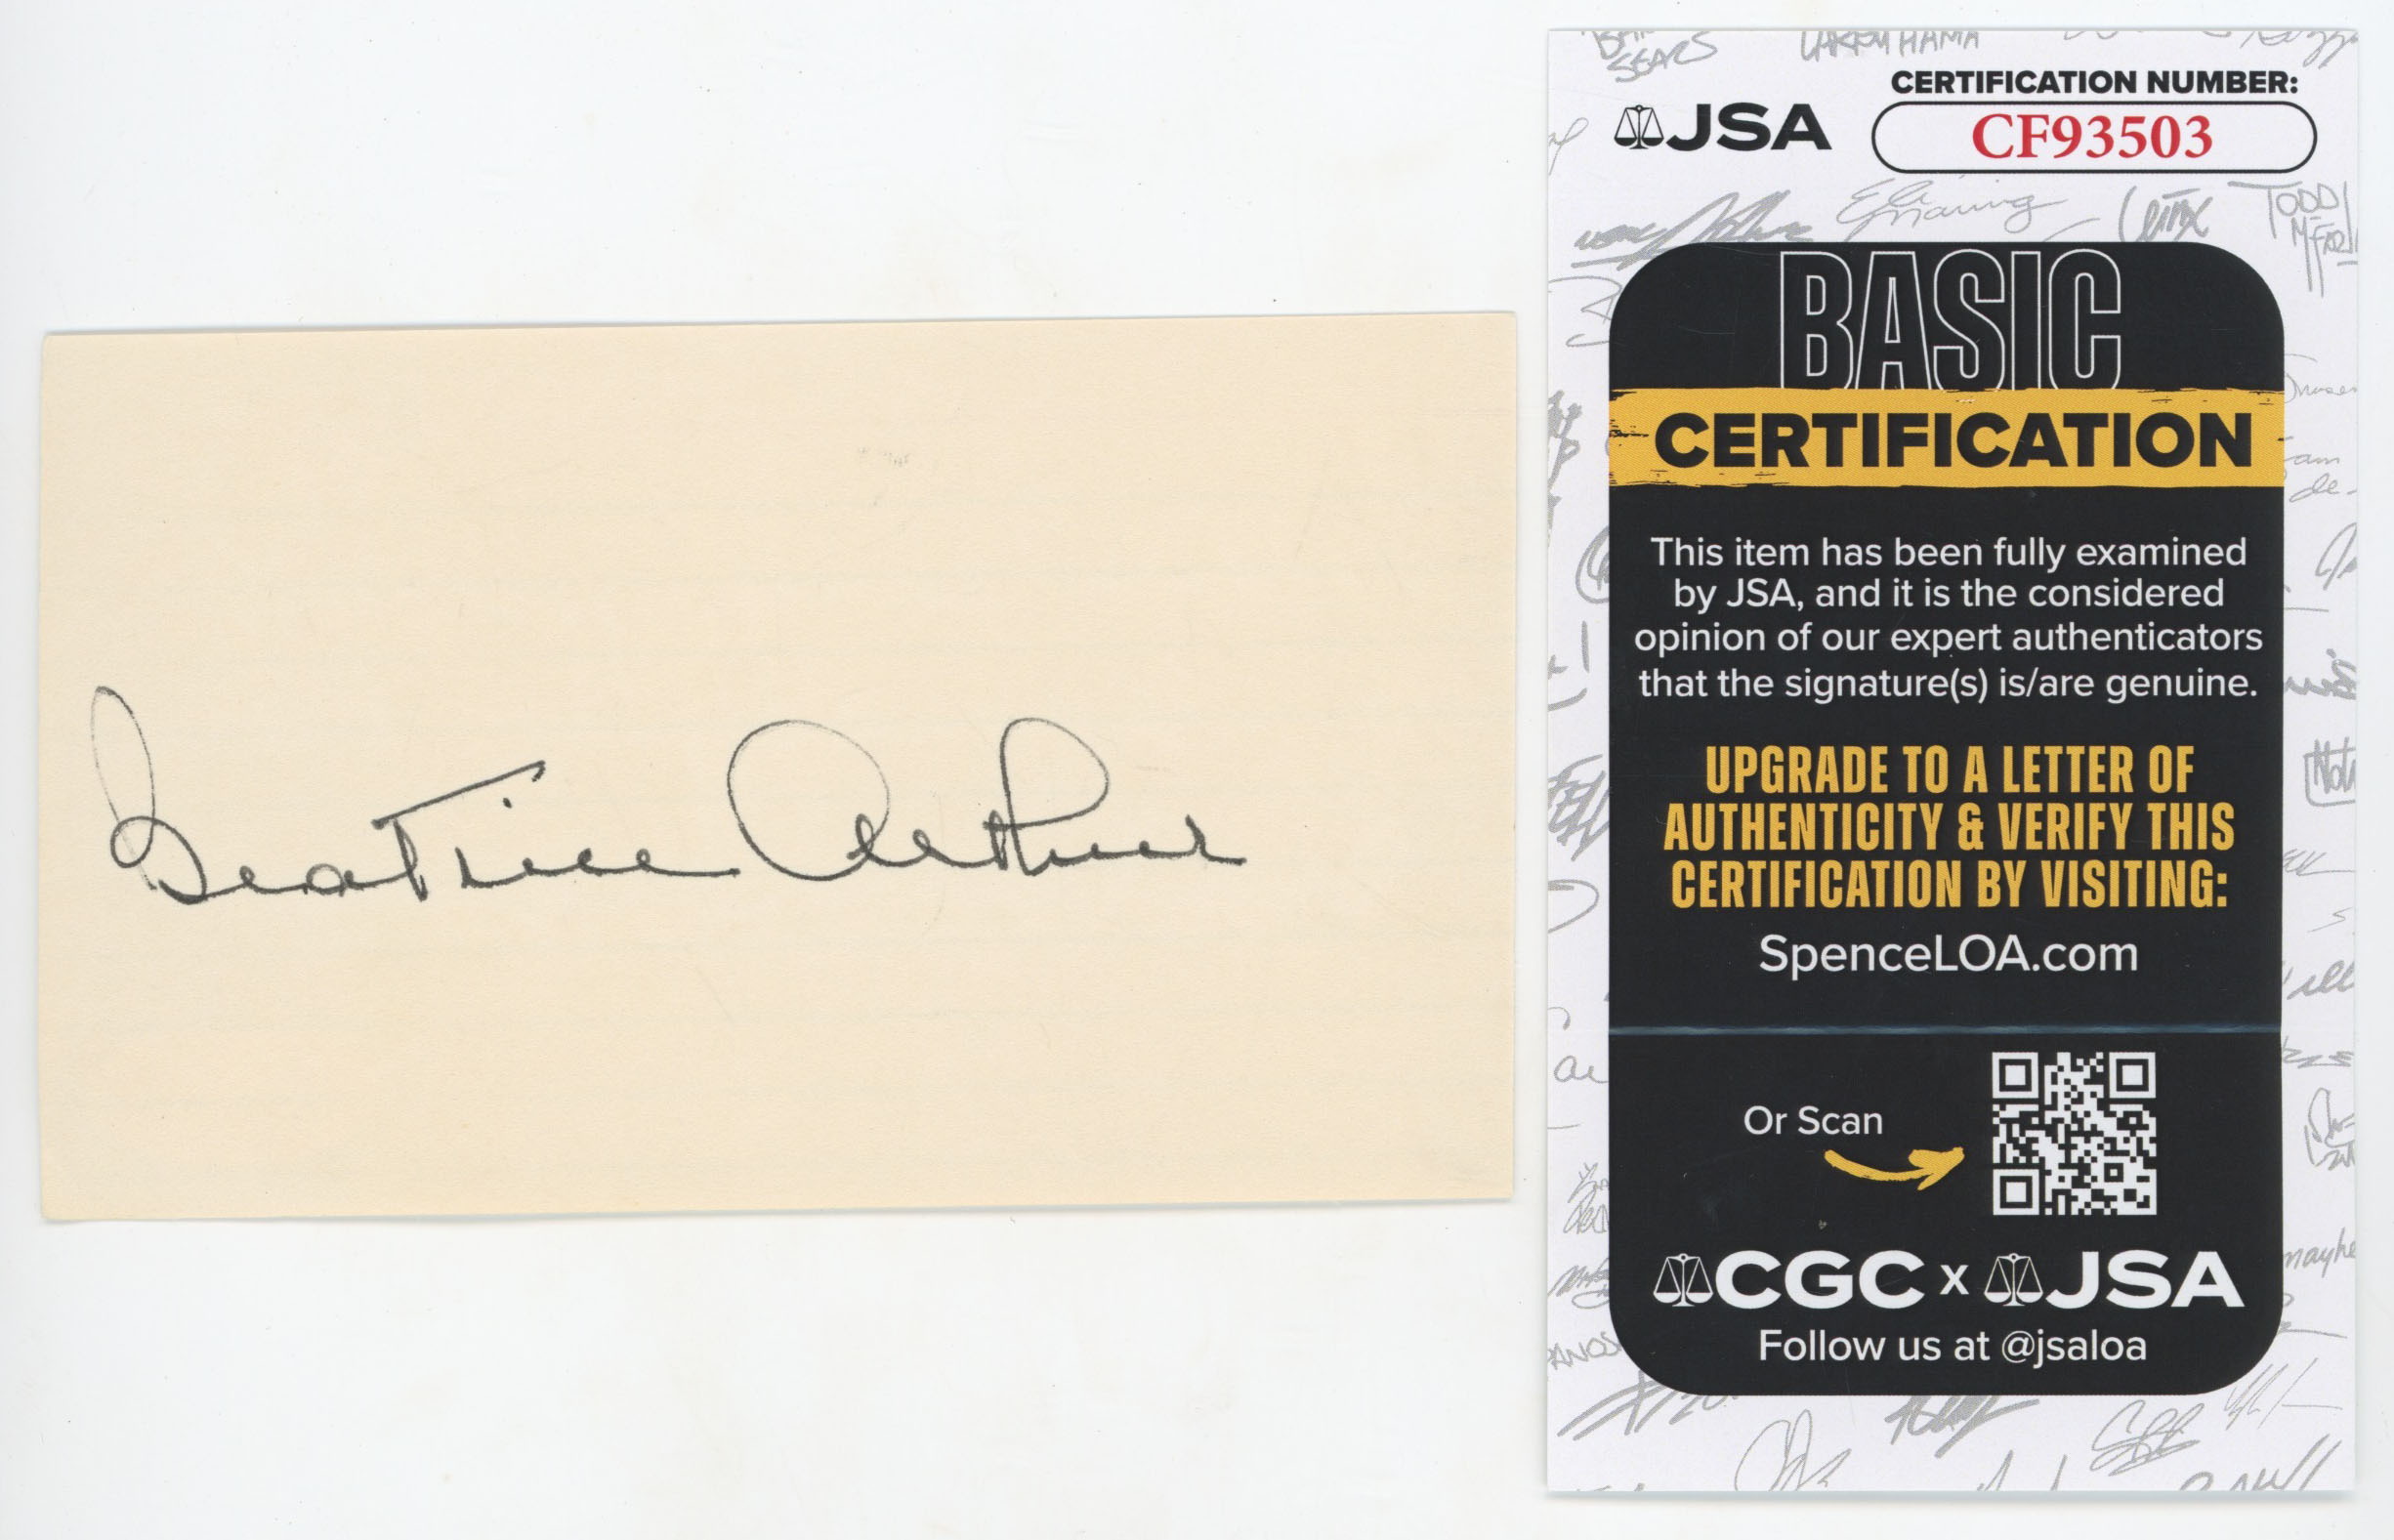 Beatrice Arthur
JSA
CERTIFICATION NUMBER:
CF93503
BASIC
CERTIFICATION
This item has been fully examined
by JSA, and it is the considered
opinion of our expert authenticators
that the signature(s) is/are genuine.
UPGRADE TO A LETTER OF
AUTHENTICITY & VERIFY THIS
CERTIFICATION BY VISITING:
SpenceLOA.com
Or Scan
CGC x JSA
Follow us at @jsaloa
SEARS
TODD